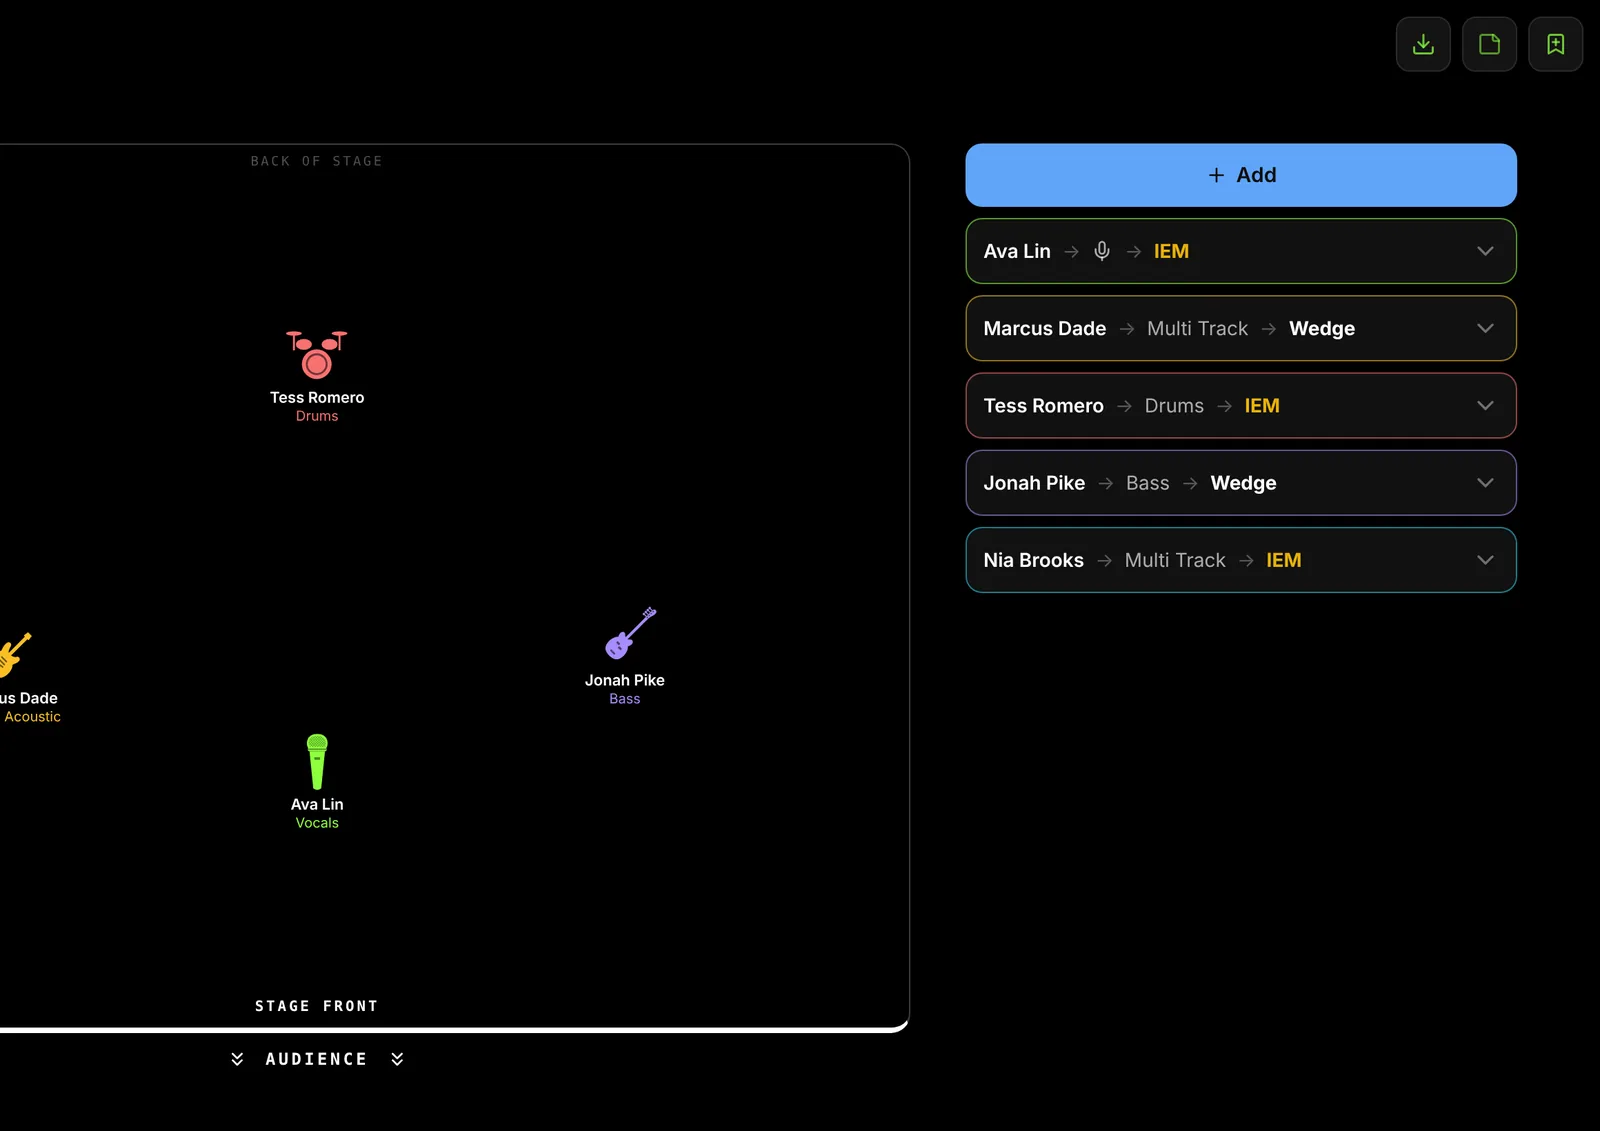 BACK OF STAGE
Tess Romero
Drums
Jonah Pike
Bass
us Dade
Acoustic
Ava Lin
Vocals
STAGE FRONT
AUDIENCE
+ Add
Ava Lin → → IEM
Marcus Dade → Multi Track → Wedge
Tess Romero → Drums → IEM
Jonah Pike → Bass → Wedge
Nia Brooks → Multi Track → IEM